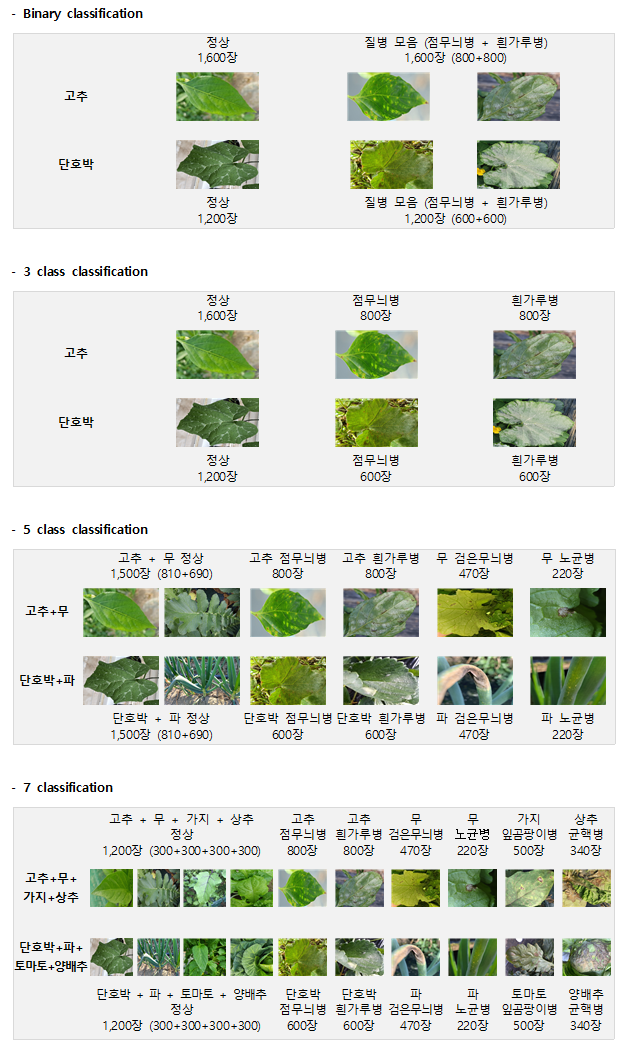 - Binary classification
정상 질병 모음 (점무늬병 + 흰가루병)
1,600장 1,600장 (800+800)
고추
단호박
정상 질병 모음 (점무늬병 + 흰가루병)
1,200장 1,200장 (600+600)
- 3 class classification
정상 점무늬병 흰가루병
1,600장 800장 800장
고추
단호박
정상 점무늬병 흰가루병
1,200장 600장 600장
- 5 class classification
고추 + 무 정상 고추 점무늬병 고추 흰가루병 무 검은무늬병 무 노균병
1,500장 (810+690) 800장 800장 470장 220장
고추+무
단호박+파
단호박 + 파 정상 단호박 점무늬병 단호박 흰가루병 파 검은무늬병 파 노균병
1,500장 (810+690) 600장 600장 470장 220장
- 7 classification
고추 + 무 + 가지 + 상추 고추 고추 무 무 가지 상추
정상 점무늬병 흰가루병 검은무늬병 노균병 잎곰팡이병 균핵병
1,200장 (300+300+300+300) 800장 800장 470장 220장 500장 340장
고추+무+
가지+상추
단호박+파+
토마토+양배추
단호박 + 파 + 토마토 + 양배추 단호박 단호박 파 파 토마토 양배추
정상 점무늬병 흰가루병 검은무늬병 노균병 잎곰팡이병 균핵병
1,200장 (300+300+300+300) 600장 600장 470장 220장 500장 340장